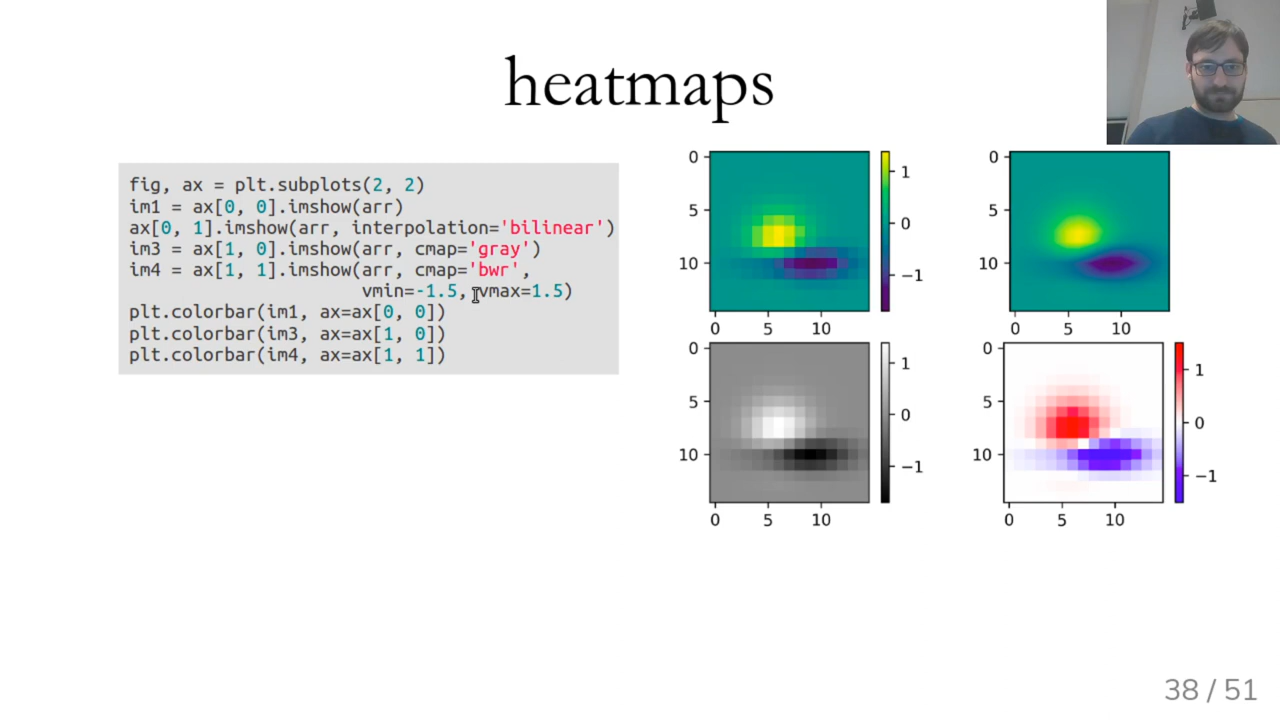 heatmaps
fig, ax = plt.subplots(2, 2)
im1 = ax[0, 0].imshow(arr)
ax[0, 1].imshow(arr, interpolation='bilinear')
im3 = ax[1, 0].imshow(arr, cmap='gray')
im4 = ax[1, 1].imshow(arr, cmap='bwr',
vmin=-1.5, vmax=1.5)
plt.colorbar(im1, ax=ax[0, 0])
plt.colorbar(im3, ax=ax[1, 0])
plt.colorbar(im4, ax=ax[1, 1])
0
5
10
0 5 10
1
0
−1
0
5
10
0 5 10
0
5
10
0 5 10
1
0
−1
0
5
10
0 5 10
1
0
−1
38 / 51